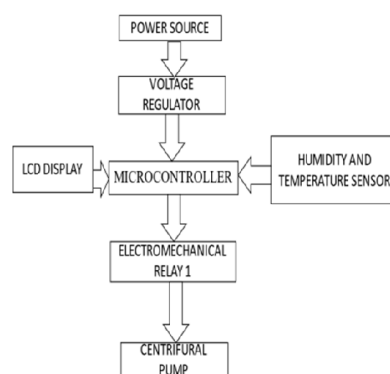 POWER SOURCE
VOLTAGE
REGULATOR
LCD DISPLAY
MICROCONTROLLER
HUMIDITY AND
TEMPERATURE SENSOR
ELECTROMECHANICAL
RELAY 1
CENTRIFURAL
PUMP